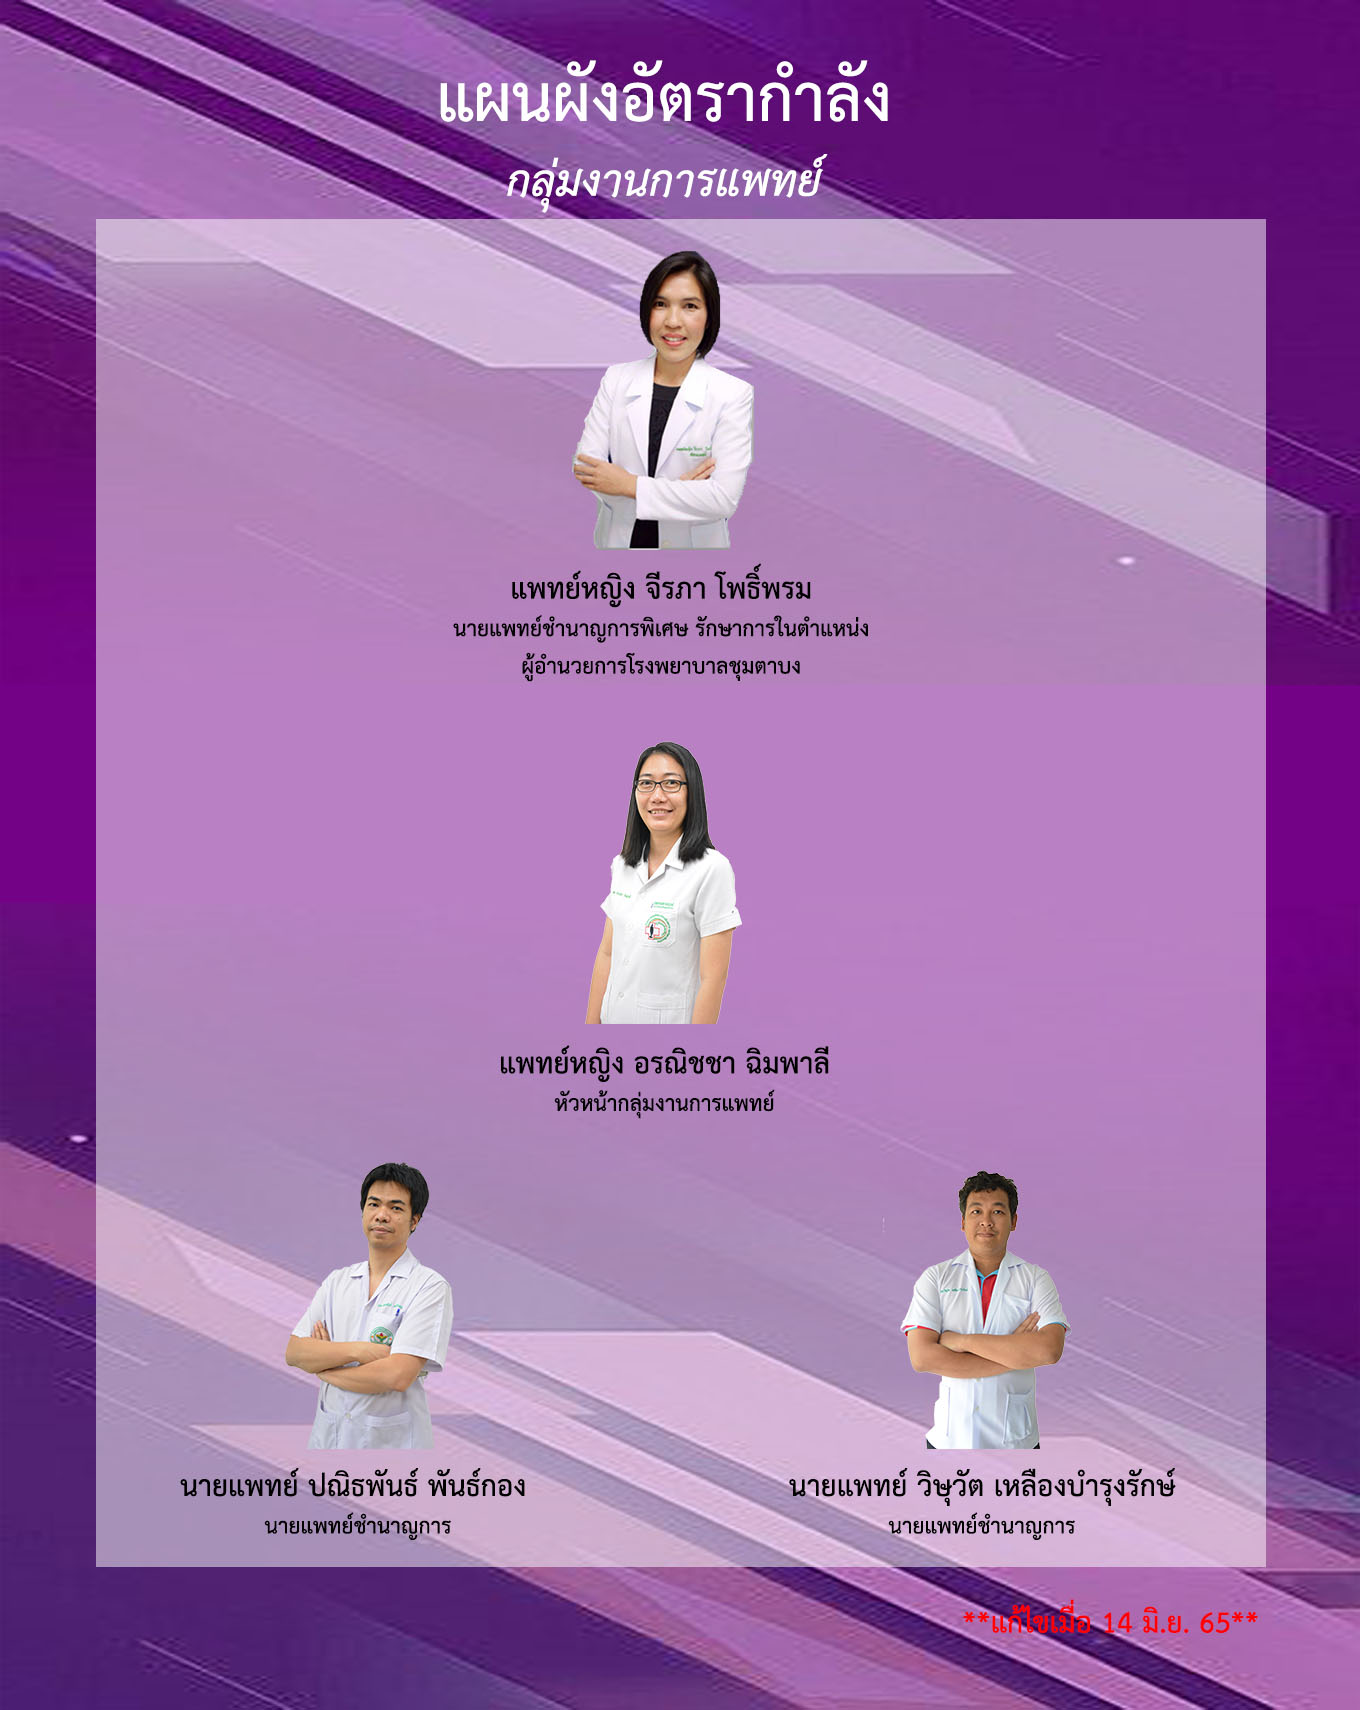 แผนผังอัตรากำลัง
กลุ่มงานการแพทย์
แพทย์หญิง จีรภา โพธิ์พรม
นายแพทย์ชำนาญการพิเศษ รักษาการในตำแหน่ง
ผู้อำนวยการโรงพยาบาลชุมตาบง
แพทย์หญิง อรณิชชา ฉิมพาลี
หัวหน้ากลุ่มงานการแพทย์
นายแพทย์ ปณิธพันธ์ พันธ์กอง
นายแพทย์ชำนาญการ
นายแพทย์ วิษุวัต เหลืองบำรุงรักษ์
นายแพทย์ชำนาญการ
**แก้ไขเมื่อ 14 มิ.ย. 65**